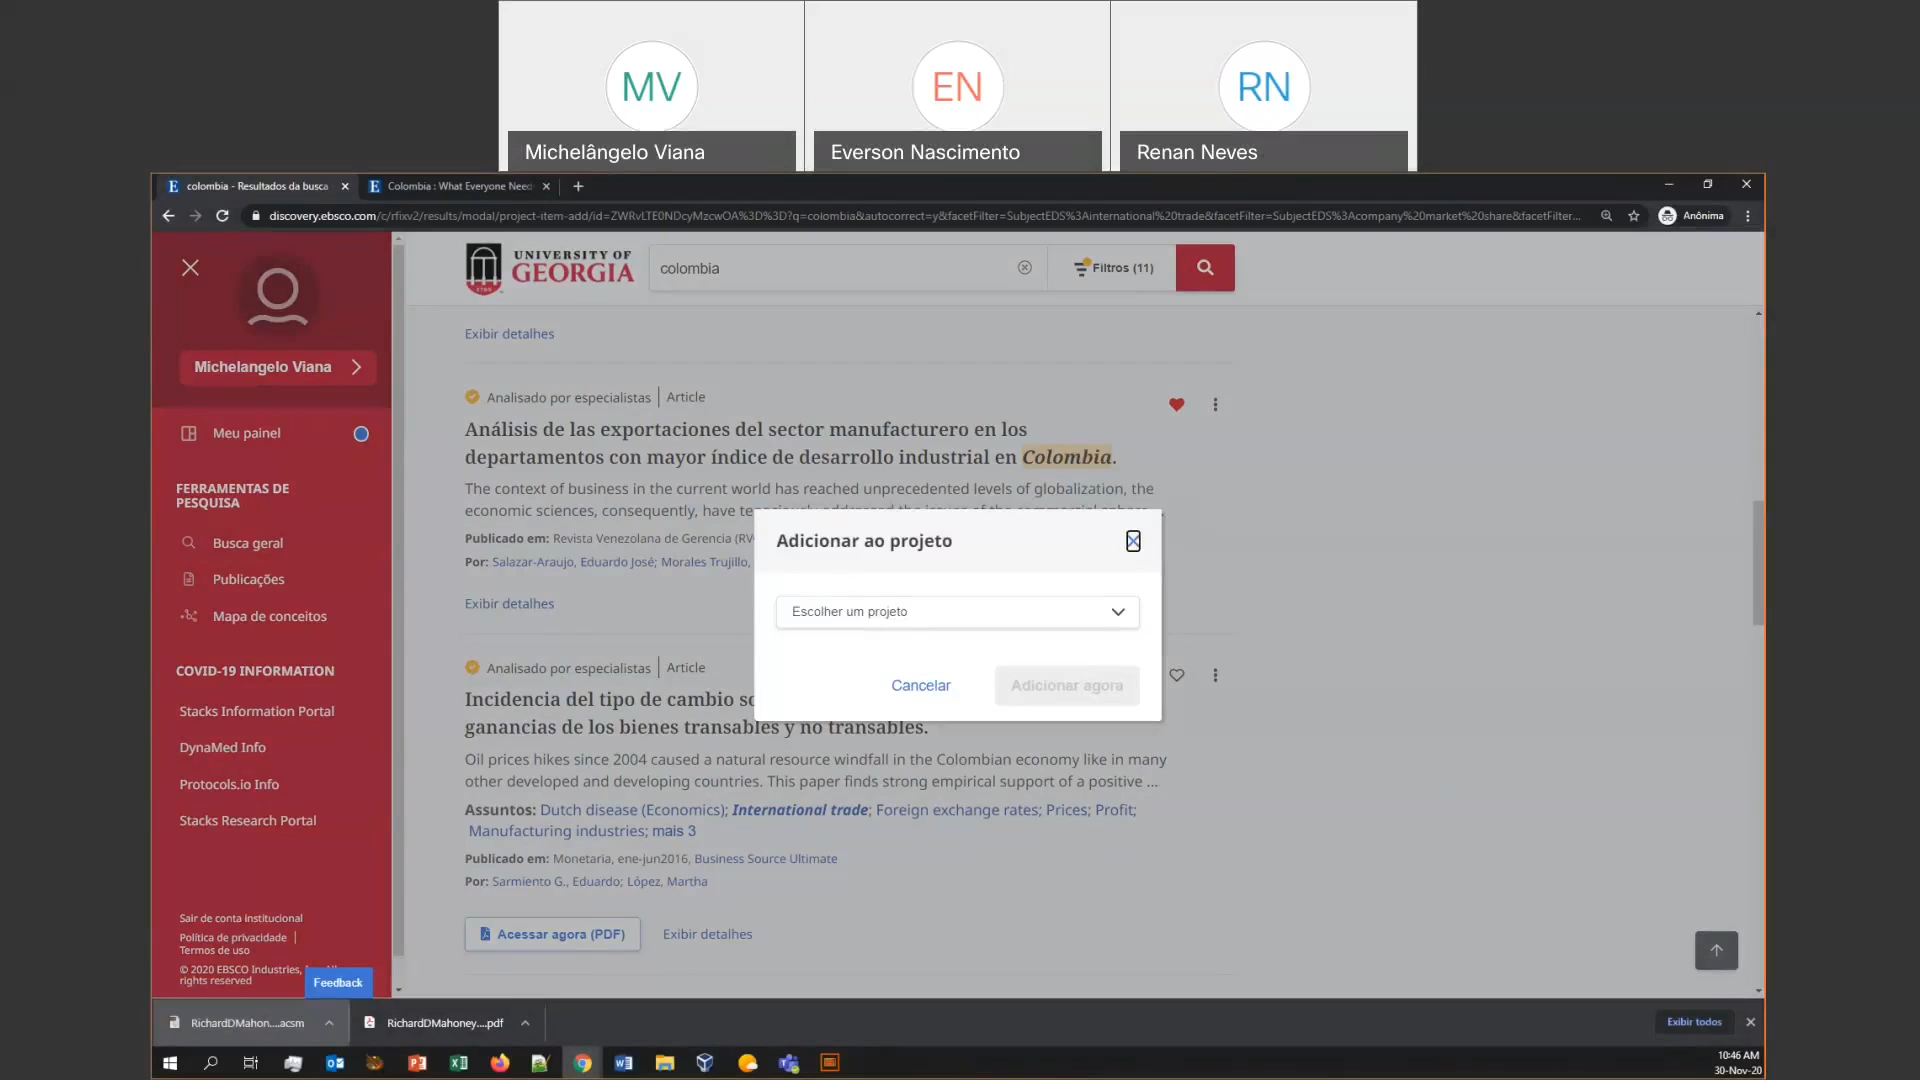 MV
EN
RN
Michelângelo Viana
Everson Nascimento
Renan Neves
colombia - Resultados da busca
Colombia : What Everyone Need
discovery.ebsco.com/c/rfixv2/results/modal/project-item-add/id=ZWRvLTE0NDcyMzcwOA%3D%3D?q=colombia&autocorrect=y&facetFilter=SubjectEDS%3Ainternational%20trade&facetFilter=SubjectEDS%3Acompany%20market%20share&facetFilter...
Anônima
Michelangelo Viana
Meu painel
FERRAMENTAS DE
PESQUISA
Busca geral
Publicações
Mapa de conceitos
COVID-19 INFORMATION
Stacks Information Portal
DynaMed Info
Protocols.io Info
Stacks Research Portal
Sair de conta institucional
Política de privacidade
Termos de uso
© 2020 EBSCO Industries,
rights reserved
Feedback
UNIVERSITY OF
GEORGIA
1785
colombia
Filtros (11)
Exibir detalhes
Analisado por especialistas | Article
Análisis de las exportaciones del sector manufacturero en los
departamentos con mayor índice de desarrollo industrial en Colombia.
The context of business in the current world has reached unprecedented levels of globalization, the
economic sciences, consequently, have tenaciously addressed the issues of the commercial sphere
Publicado em: Revista Venezolana de Gerencia (RV
Por: Salazar-Araujo, Eduardo José; Morales Trujillo,
Exibir detalhes
Adicionar ao projeto
Escolher um projeto
Cancelar
Adicionar agora
Analisado por especialistas | Article
Incidencia del tipo de cambio so
ganancias de los bienes transables y no transables.
Oil prices hikes since 2004 caused a natural resource windfall in the Colombian economy like in many
other developed and developing countries. This paper finds strong empirical support of a positive ...
Assuntos: Dutch disease (Economics); International trade; Foreign exchange rates; Prices; Profit;
Manufacturing industries; mais 3
Publicado em: Monetaria, ene-jun2016, Business Source Ultimate
Por: Sarmiento G., Eduardo; López, Martha
Acessar agora (PDF)
Exibir detalhes
RichardDMahon....acsm
RichardDMahoney....pdf
Exibir todos
10:46 AM
30-Nov-20